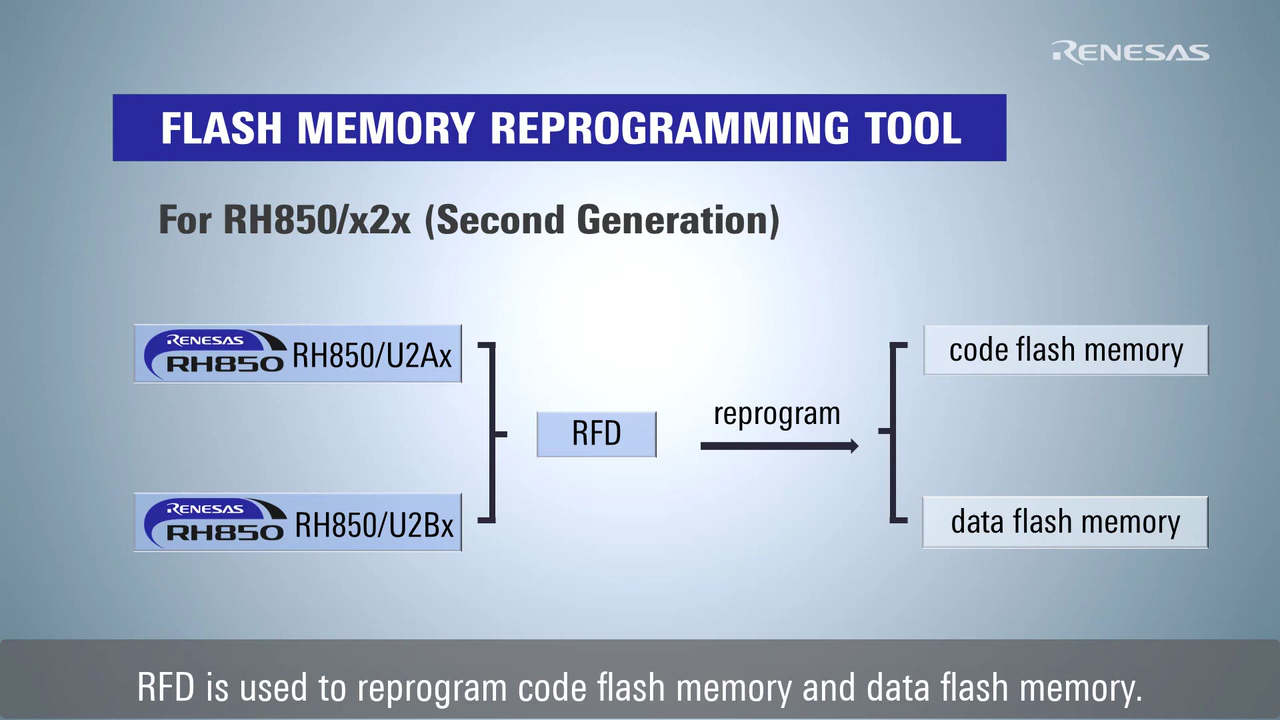 RENESAS
FLASH MEMORY REPROGRAMMING TOOL
For RH850/x2x (Second Generation)
RENESAS
RH850
RH850/U2Ax
RENESAS
RH850
RH850/U2Bx
RFD
reprogram
code flash memory
data flash memory
RFD is used to reprogram code flash memory and data flash memory.